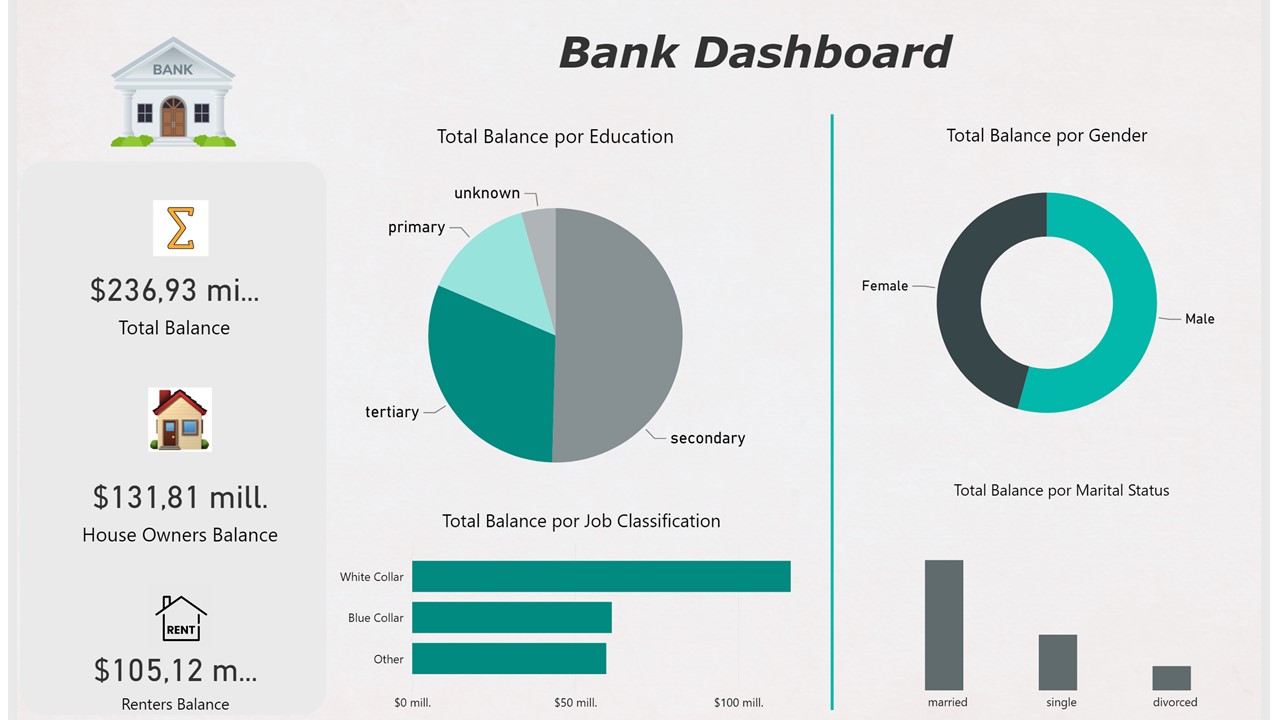 Bank Dashboard
BANK
$236,93 mi...
Total Balance
$131,81 mill.
House Owners Balance
RENT
$105,12 m...
Renters Balance
Total Balance por Education
unknown
primary
tertiary
secondary
Total Balance por Job Classification
White Collar
Blue Collar
Other
$0 mill.
$50 mill.
$100 mill.
Total Balance por Gender
Female
Male
Total Balance por Marital Status
married
single
divorced